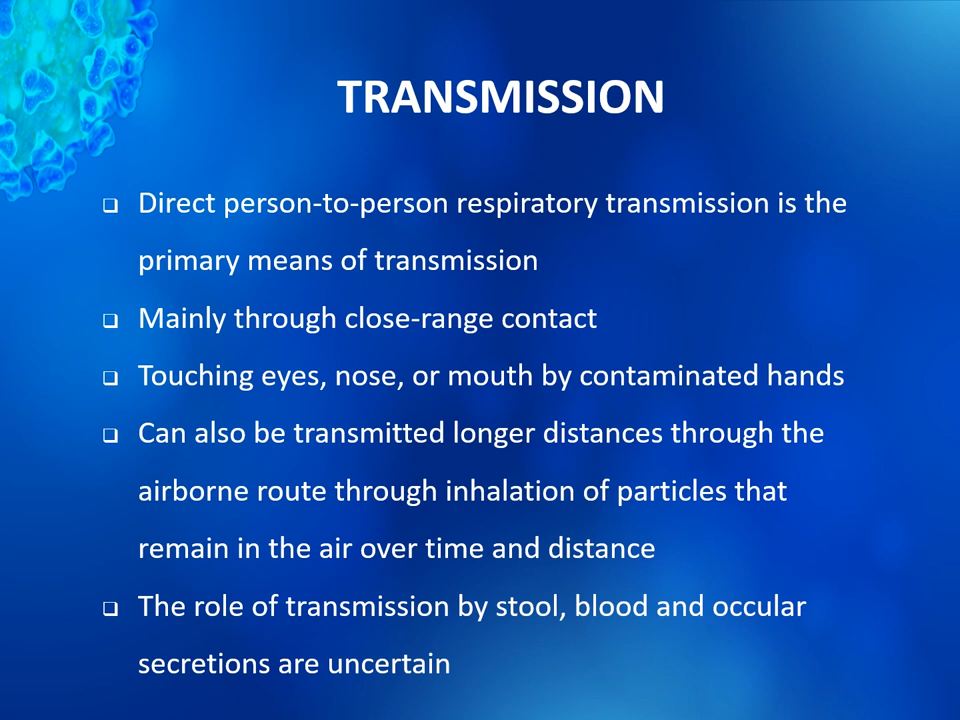 TRANSMISSION
❑ Direct person-to-person respiratory transmission is the
primary means of transmission
❑ Mainly through close-range contact
❑ Touching eyes, nose, or mouth by contaminated hands
❑ Can also be transmitted longer distances through the
airborne route through inhalation of particles that
remain in the air over time and distance
❑ The role of transmission by stool, blood and occular
secretions are uncertain